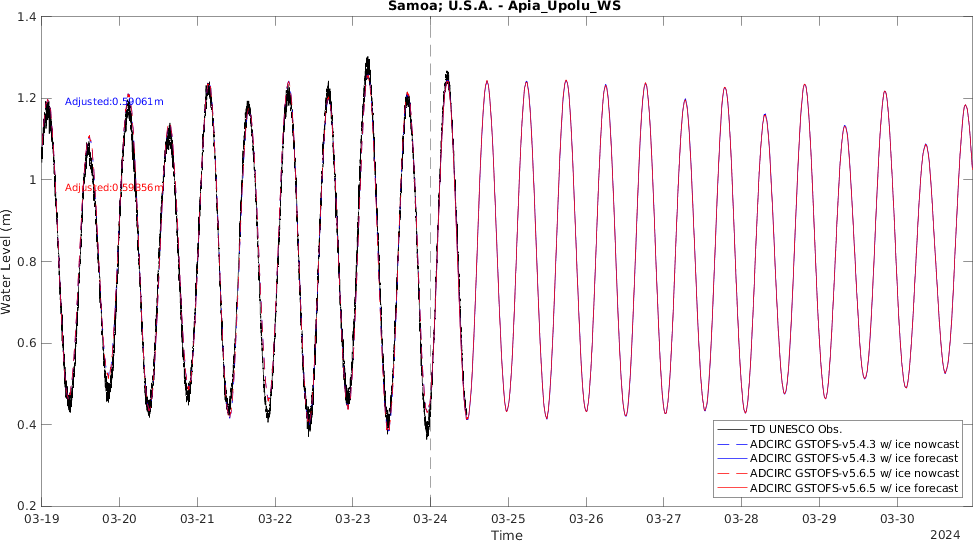 Samoa; U.S.A. - Apia_Upolu_WS
1.4
1.2
1
0.8
0.6
0.4
0.2
Water Level (m)
Adjusted:0.59061m
Adjusted:0.59356m
TD UNESCO Obs.
ADCIRC GSTOFS-v5.4.3 w/ ice nowcast
ADCIRC GSTOFS-v5.4.3 w/ ice forecast
ADCIRC GSTOFS-v5.6.5 w/ ice nowcast
ADCIRC GSTOFS-v5.6.5 w/ ice forecast
03-19 03-20 03-21 03-22 03-23 03-24 03-25 03-26 03-27 03-28 03-29 03-30
Time
2024